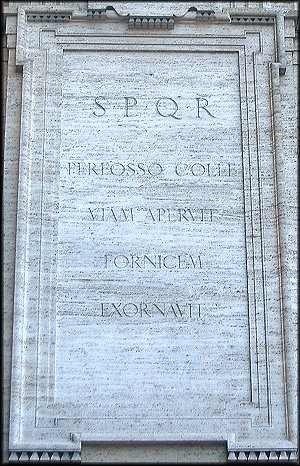 S P Q R
PERFOSSO COLLE
VIAM APERVIT
FORNICEM
EXORNAVIT